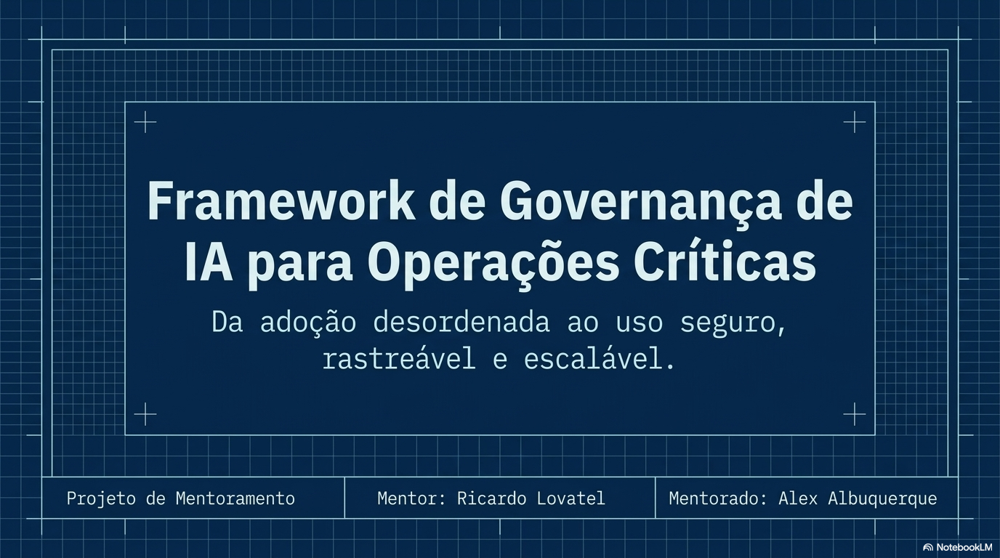 Framework de Governança de
IA para Operações Críticas
Da adoção desordenada ao uso seguro,
rastreável e escalável.
Projeto de Mentoramento
Mentor: Ricardo Lovatel
Mentorado: Alex Albuquerque
NotebookLM